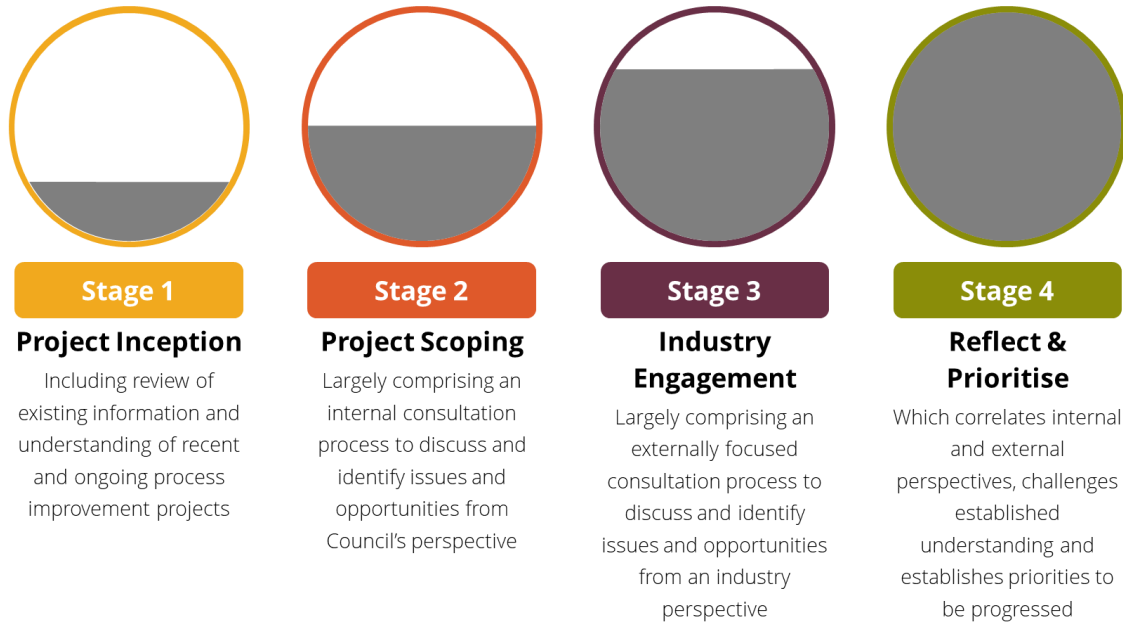 Stage 1
Project Inception
Including review of
existing information and
understanding of recent
and ongoing process
improvement projects
Stage 2
Project Scoping
Largely comprising an
internal consultation
process to discuss and
identify issues and
opportunities from
Council’s perspective
Stage 3
Industry
Engagement
Largely comprising an
externally focused
consultation process to
discuss and identify
issues and opportunities
from an industry
perspective
Stage 4
Reflect &
Prioritise
Which correlates internal
and external
perspectives, challenges
established
understanding and
establishes priorities to
be progressed